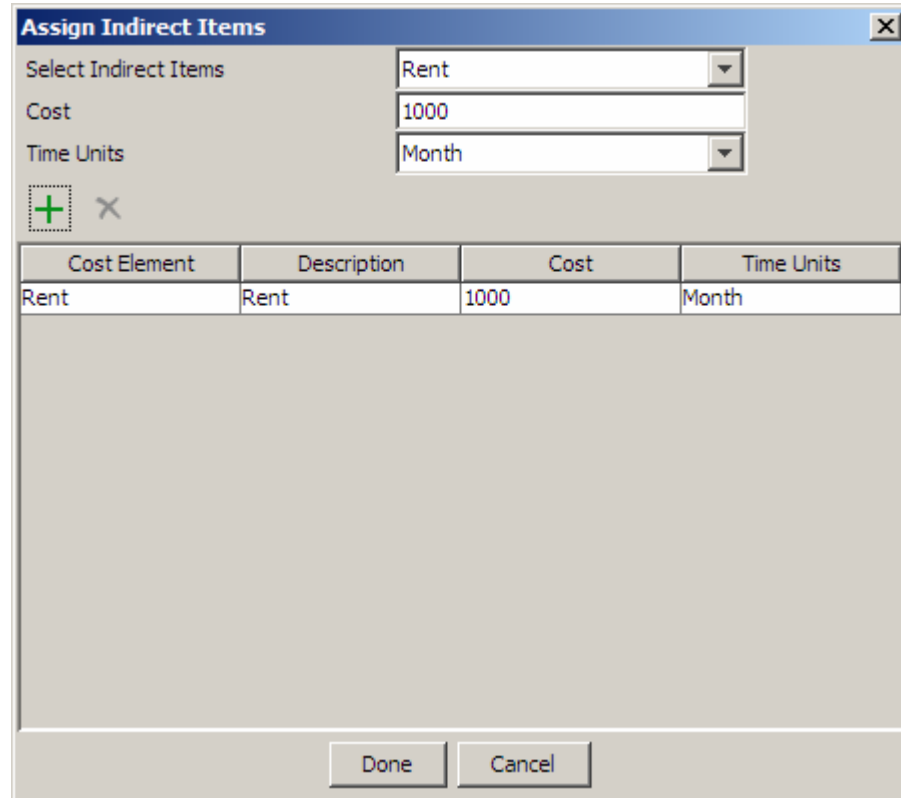 Assign Indirect Items
Select Indirect Items Rent
Cost 1000
Time Units Month
Cost Element Description Cost Time Units
Rent Rent 1000 Month
Done Cancel